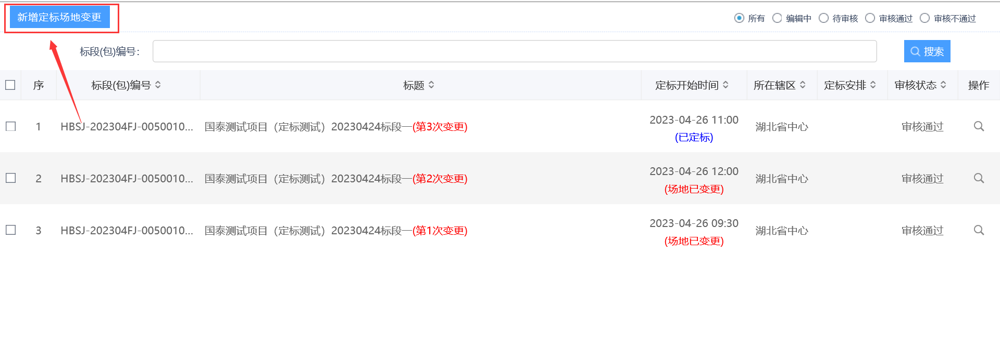 新增定标场地变更
所有 编辑中 待审核 审核通过 审核不通过
标段(包)编号： 搜索
序 标段(包)编号 标题 定标开始时间 所在辖区 定标安排 审核状态 操作
1 HBSJ-202304FJ-0050010... 国泰测试项目（定标测试）20230424标段一(第3次变更) 2023-04-26 11:00 湖北省中心 审核通过
(已定标)
2 HBSJ-202304FJ-0050010... 国泰测试项目（定标测试）20230424标段一(第2次变更) 2023-04-26 12:00 湖北省中心 审核通过
(场地已变更)
3 HBSJ-202304FJ-0050010... 国泰测试项目（定标测试）20230424标段一(第1次变更) 2023-04-26 09:30 湖北省中心 审核通过
(场地已变更)